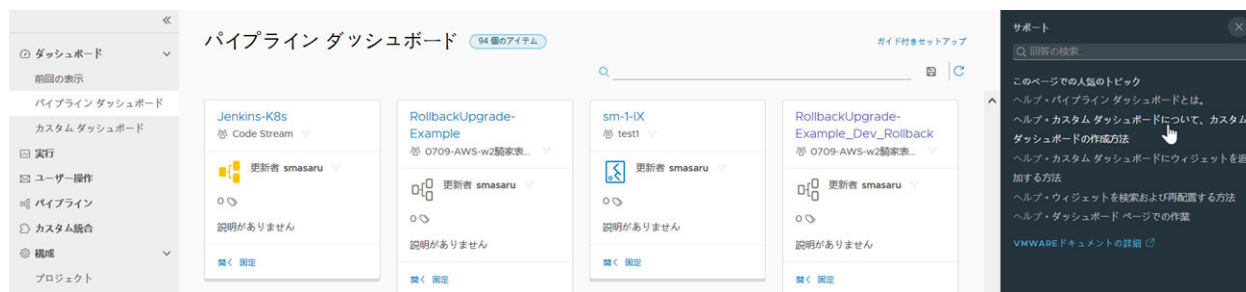 «
ダッシュボード
前回の表示
パイプライン ダッシュボード
カスタム ダッシュボード
実行
ユーザー操作
パイプライン
カスタム統合
構成
プロジェクト
パイプライン ダッシュボード 94 個のアイテム
ガイド付きセットアップ
Jenkins-K8s
Code Stream
更新者 smasaru
0
説明がありません
開く 固定
RollbackUpgrade-
Example
0709-AWS-w2騎家表...
更新者 smasaru
0
説明がありません
開く 固定
sm-1-IX
test1
更新者 smasaru
0
説明がありません
開く 固定
RollbackUpgrade-
Example_Dev_Rollback
0709-AWS-w2騎家表...
更新者 smasaru
0
説明がありません
開く 固定
サポート
回答の検索...
このページでの人気のトピック
ヘルプ • パイプライン ダッシュボードとは。
ヘルプ • カスタム ダッシュボードについて、カスタム
ダッシュボードの作成方法
ヘルプ • カスタム ダッシュボードにウィジェットを追
加する方法
ヘルプ • ウィジェットを検索および再配置する方法
ヘルプ • ダッシュボード ページでの作業
VMWAREドキュメントの詳細